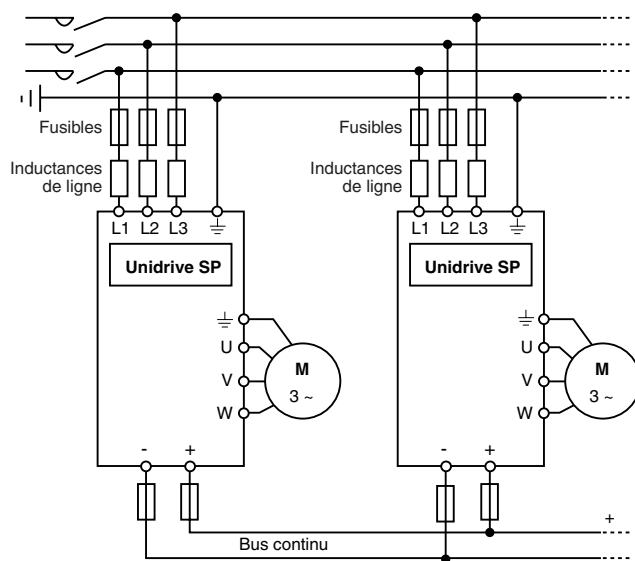 Fusibles
Fusibles
Inductances
de ligne
Inductances
de ligne
L1 L2 L3
L1 L2 L3
Unidrive SP
Unidrive SP
U
V
W
M
3 ~
U
V
W
M
3 ~
- +
- +
+
Bus continu